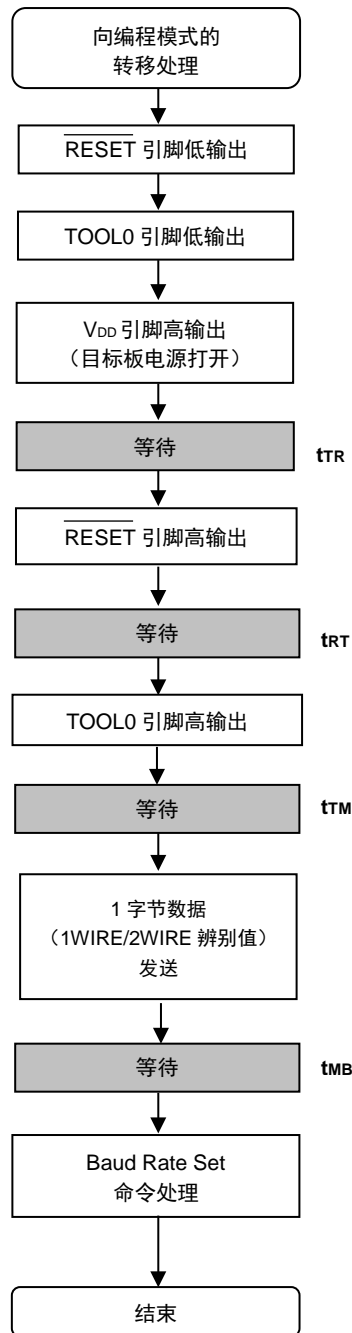 向编程模式的
转移处理
RESET 引脚低输出
TOOL0 引脚低输出
VDD 引脚高输出
（目标板电源打开）
等待
tTR
RESET 引脚高输出
等待
tRT
TOOL0 引脚高输出
等待
tTM
1 字节数据
（1WIRE/2WIRE 辨别值）
发送
等待
tMB
Baud Rate Set
命令处理
结束